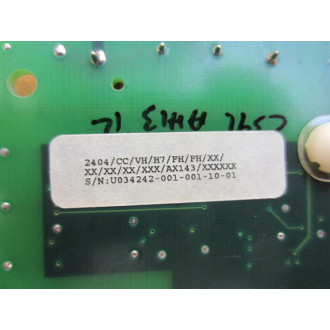 2404/CC/VH/H7/FH/FH/XX/
XX/XX/XX/XXX/AX143/XXXXXX
S/N:U034242-001-001-10-01